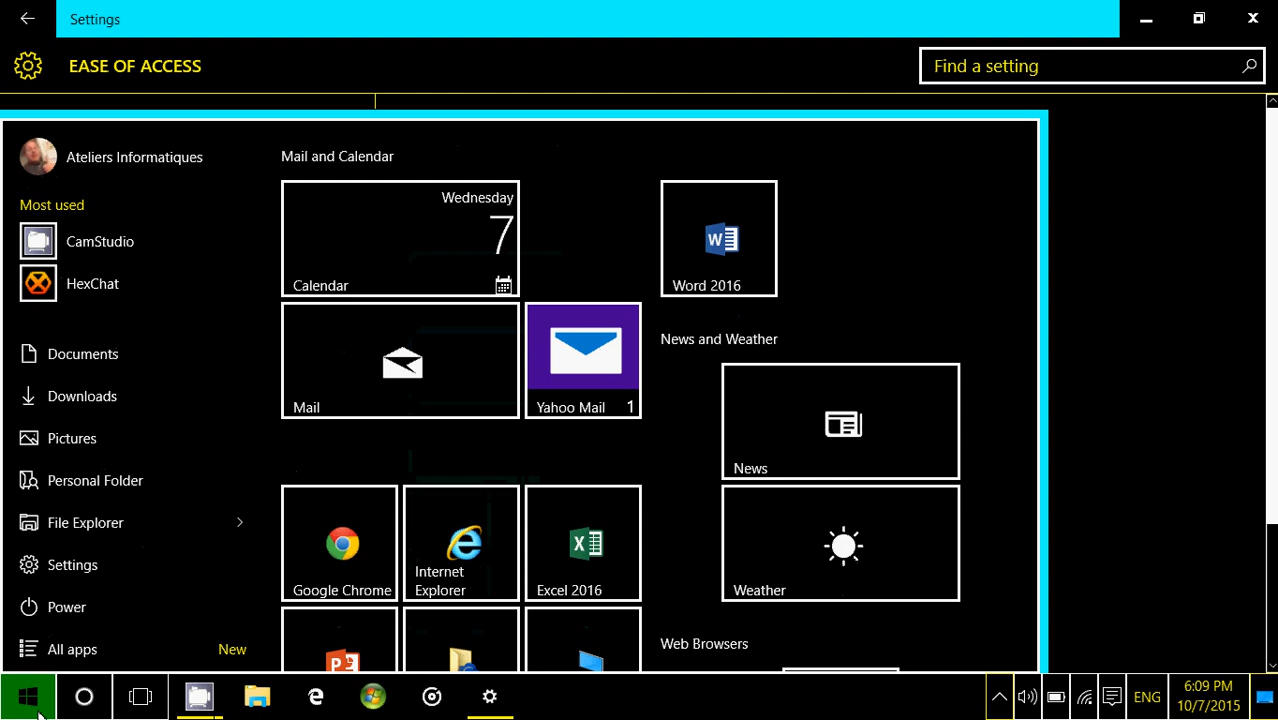 Settings
EASE OF ACCESS
Find a setting
Ateliers Informatiques
Most used
CamStudio
HexChat
Documents
Downloads
Pictures
Personal Folder
File Explorer
Settings
Power
All apps
New
Mail and Calendar
Wednesday
7
Calendar
Mail
Yahoo Mail 1
Google Chrome
Internet
Explorer
Excel 2016
Word 2016
News and Weather
News
Weather
Web Browsers
ENG
6:09 PM
10/7/2015